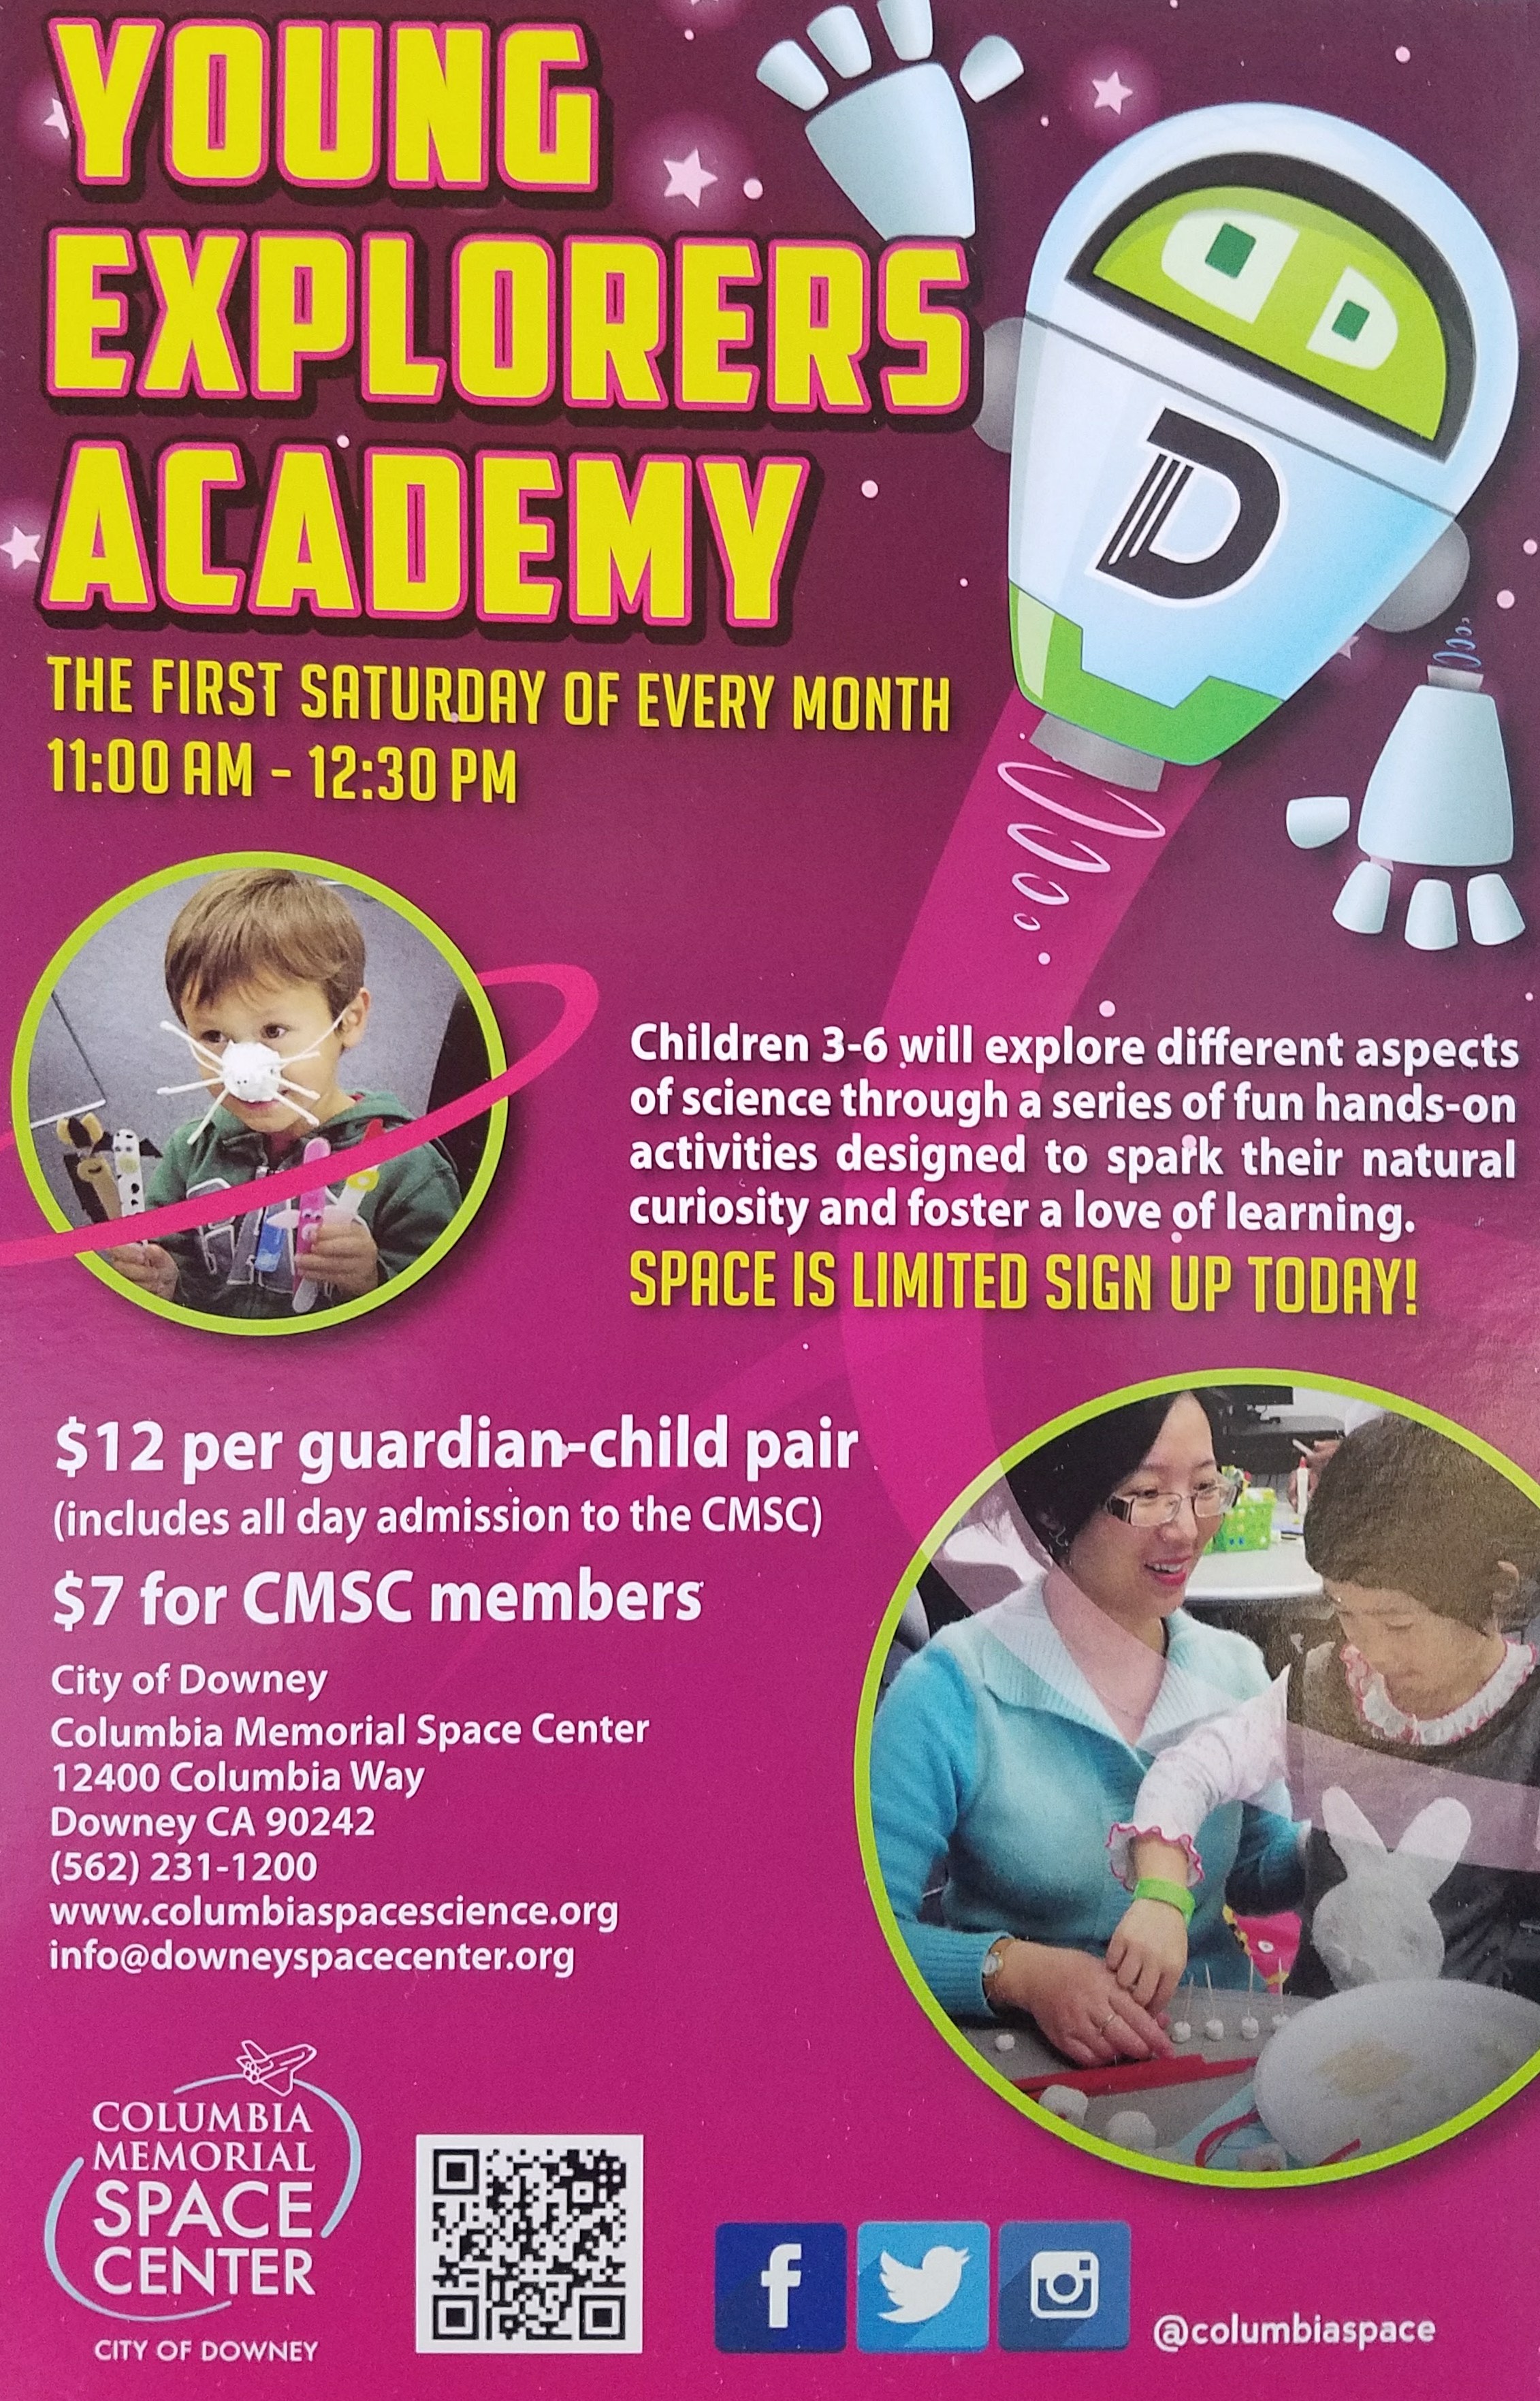 YOUNG
EXPLORERS
ACADEMY
THE FIRST SATURDAY OF EVERY MONTH
11:00 AM - 12:30 PM
D
Children 3-6 will explore different aspects
of science through a series of fun hands-on
activities designed to spark their natural
curiosity and foster a love of learning.
SPACE IS LIMITED SIGN UP TODAY!
$12 per guardian-child pair
(includes all day admission to the CMSC)
$7 for CMSC members
City of Downey
Columbia Memorial Space Center
12400 Columbia Way
Downey CA 90242
(562) 231-1200
www.columbiaspacescience.org
info@downeyspacecenter.org
COLUMBIA
MEMORIAL
SPACE
CENTER
CITY OF DOWNEY
f
@columbiaspace